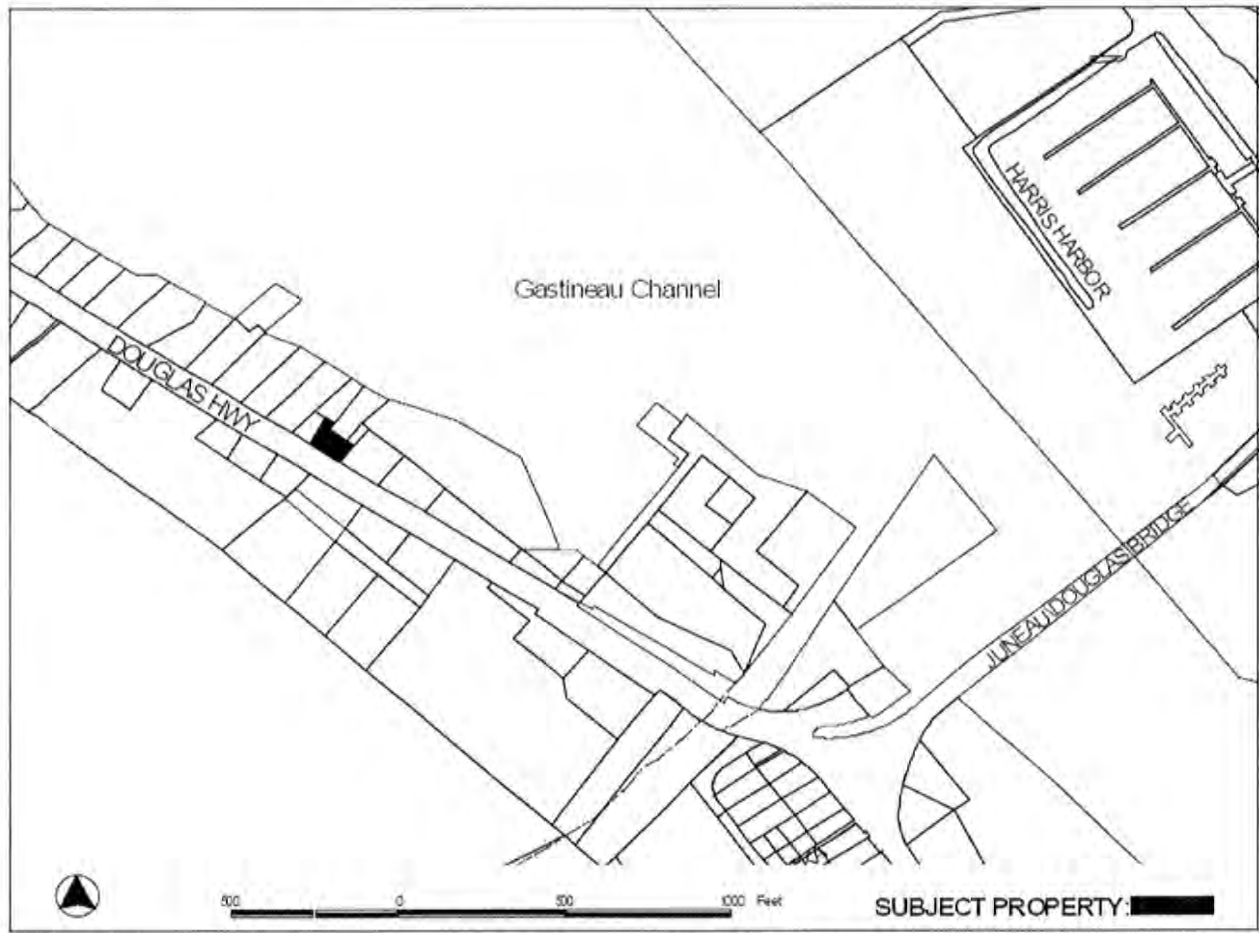 HARRIS HARBOR
Gastineau Channel
DOUGLAS HWY
JUNEAU\DOUGLAS BRIDGE
500 0 500 1000 Feet
SUBJECT PROPERTY: